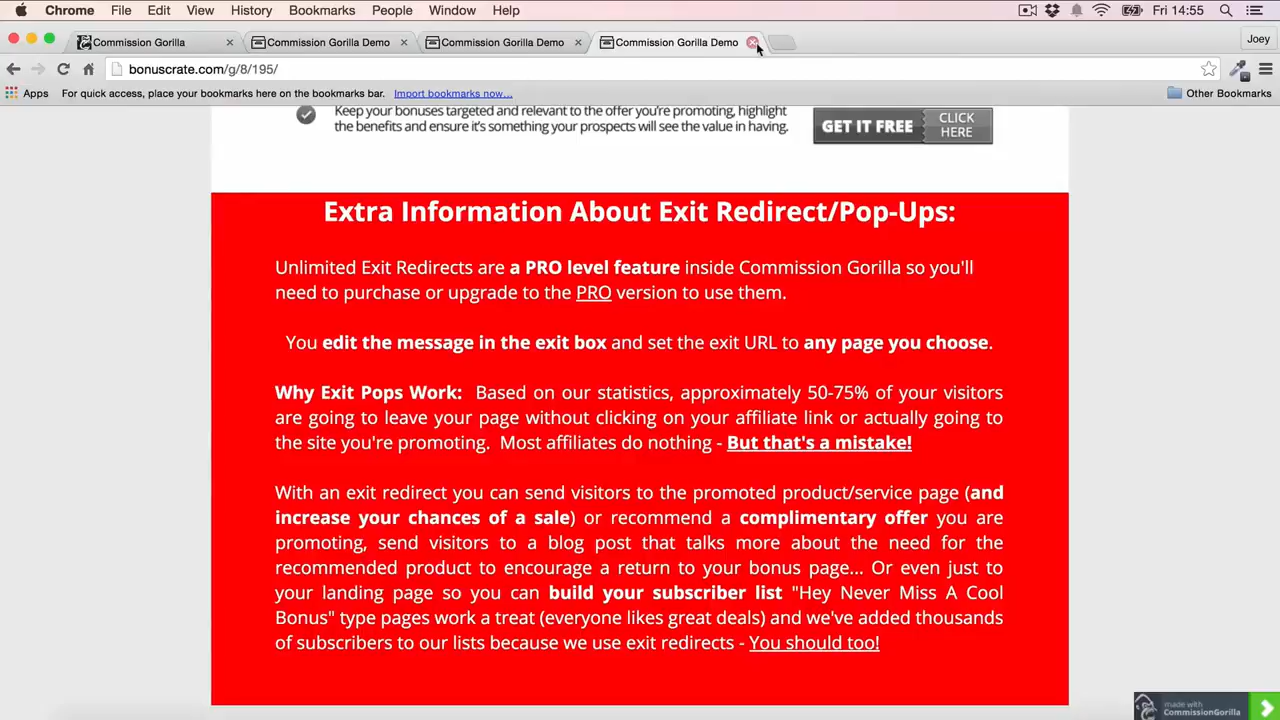 Chrome File Edit View History Bookmarks People Window Help Fri 14:55
Commission Gorilla Commission Gorilla Demo Commission Gorilla Demo Commission Gorilla Demo Joey
bonuscrate.com/g/8/195/
Apps For quick access, place your bookmarks here on the bookmarks bar. Import bookmarks now... Other Bookmarks
Keep your bonuses targeted and relevant to the offer you're promoting, highlight
the benefits and ensure it's something your prospects will see the value in having.
GET IT FREE CLICK HERE
Extra Information About Exit Redirect/Pop-Ups:
Unlimited Exit Redirects are a PRO level feature inside Commission Gorilla so you'll
need to purchase or upgrade to the PRO version to use them.
You edit the message in the exit box and set the exit URL to any page you choose.
Why Exit Pops Work: Based on our statistics, approximately 50-75% of your visitors
are going to leave your page without clicking on your affiliate link or actually going to
the site you're promoting. Most affiliates do nothing - But that's a mistake!
With an exit redirect you can send visitors to the promoted product/service page (and
increase your chances of a sale) or recommend a complimentary offer you are
promoting, send visitors to a blog post that talks more about the need for the
recommended product to encourage a return to your bonus page... Or even just to
your landing page so you can build your subscriber list "Hey Never Miss A Cool
Bonus" type pages work a treat (everyone likes great deals) and we've added thousands
of subscribers to our lists because we use exit redirects - You should too!
made with
CommissionGorilla